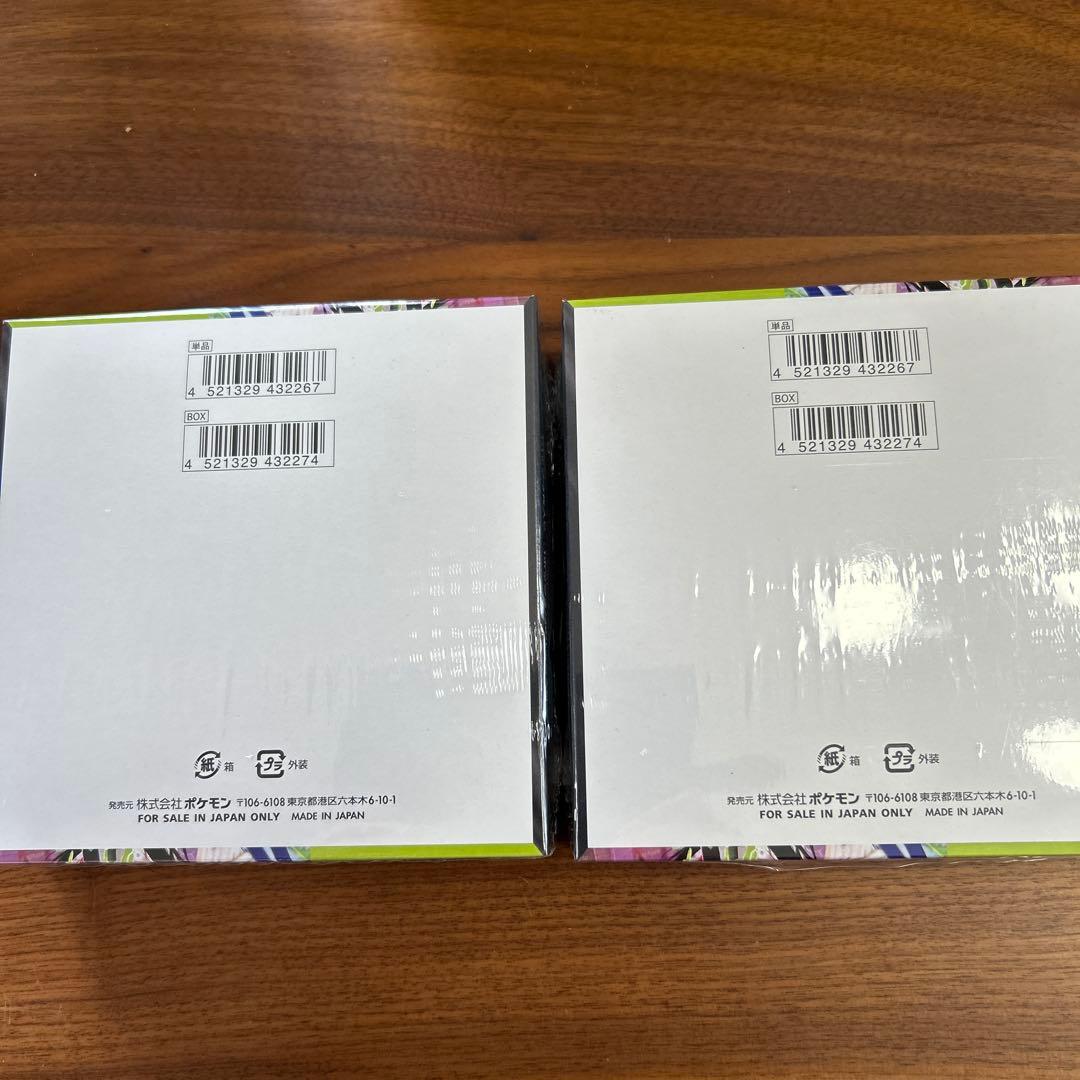 単品
4 521329 432267
BOX
4 521329 432274
紙 箱 プラ 外装
発売元 株式会社ポケモン 〒106-6108 東京都港区六本木6-10-1
FOR SALE IN JAPAN ONLY MADE IN JAPAN
単品
4 521329 432267
BOX
4 521329 432274
紙 箱 プラ 外装
発売元 株式会社ポケモン 〒106-6108 東京都港区六本木6-10-1
FOR SALE IN JAPAN ONLY MADE IN JAPAN